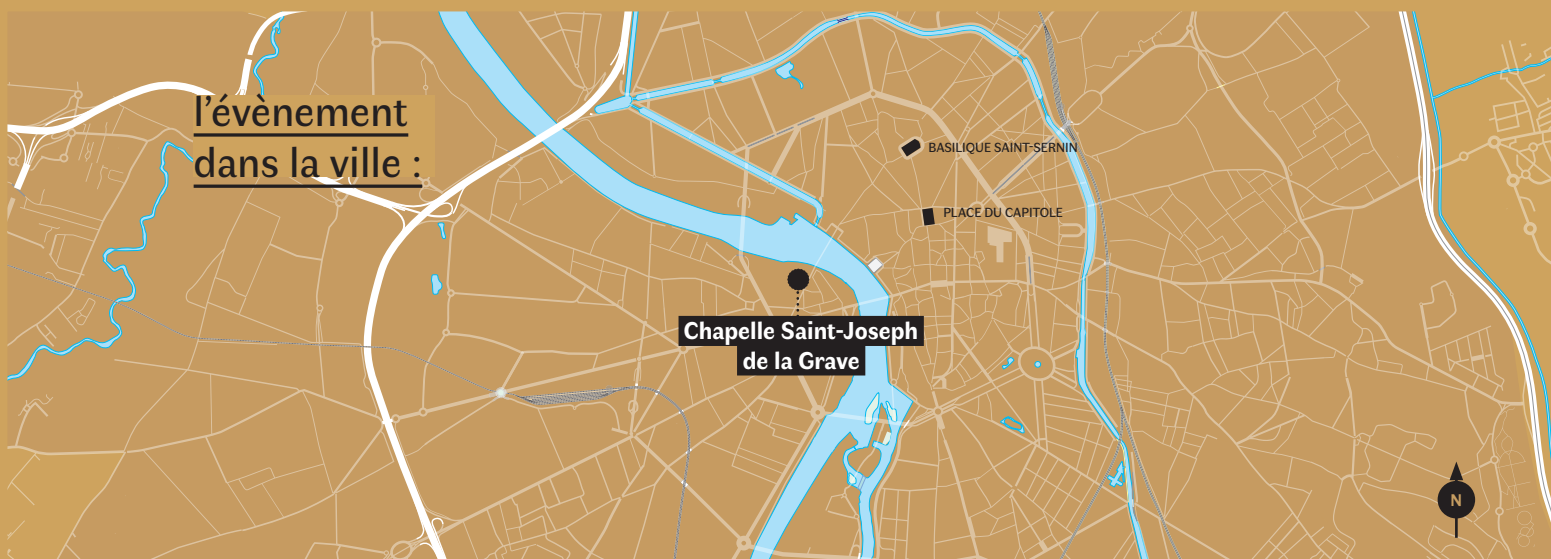 l'évènement
dans la ville :
BASILIQUE SAINT-SERNIN
PLACE DU CAPITOLE
Chapelle Saint-Joseph
de la Grave
N